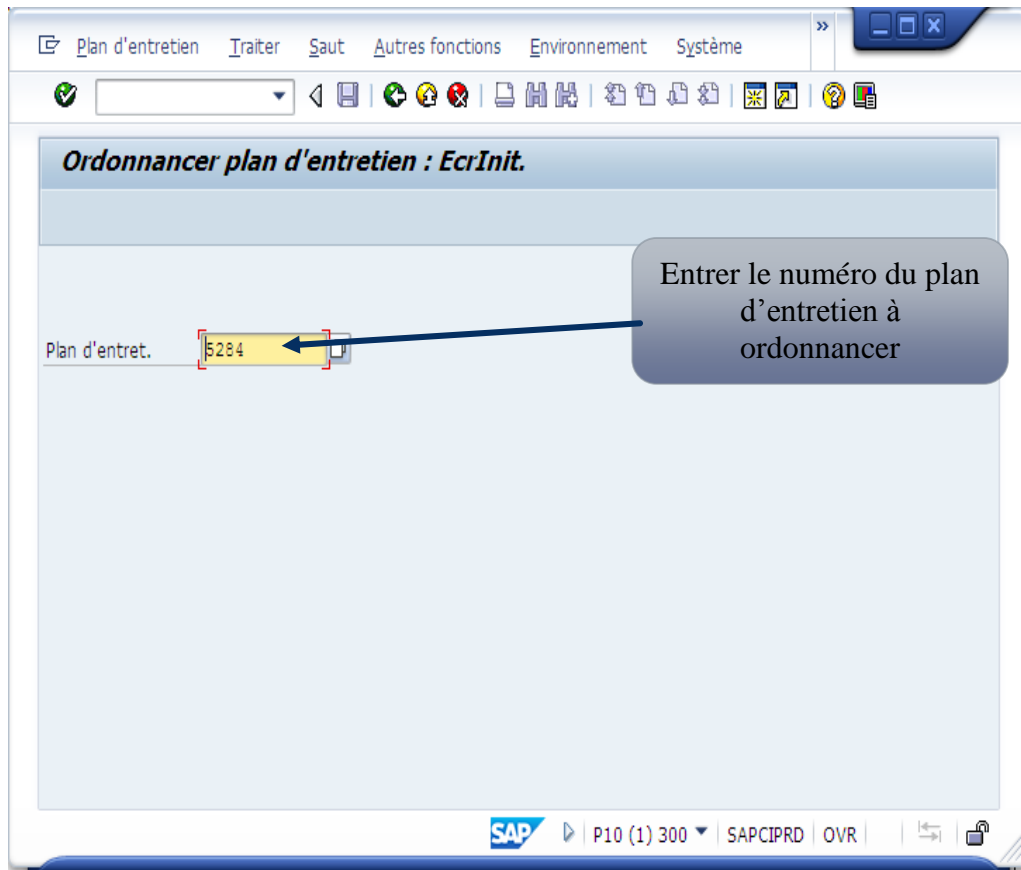 Plan d'entretien Traiter Saut Autres fonctions Environnement Système »
Ordonnancer plan d'entretien : EcrInit.
Entrer le numéro du plan
d’entretien à
ordonnancer
Plan d'entret. 5284
SAP P10 (1) 300 SAPCIPRD OVR